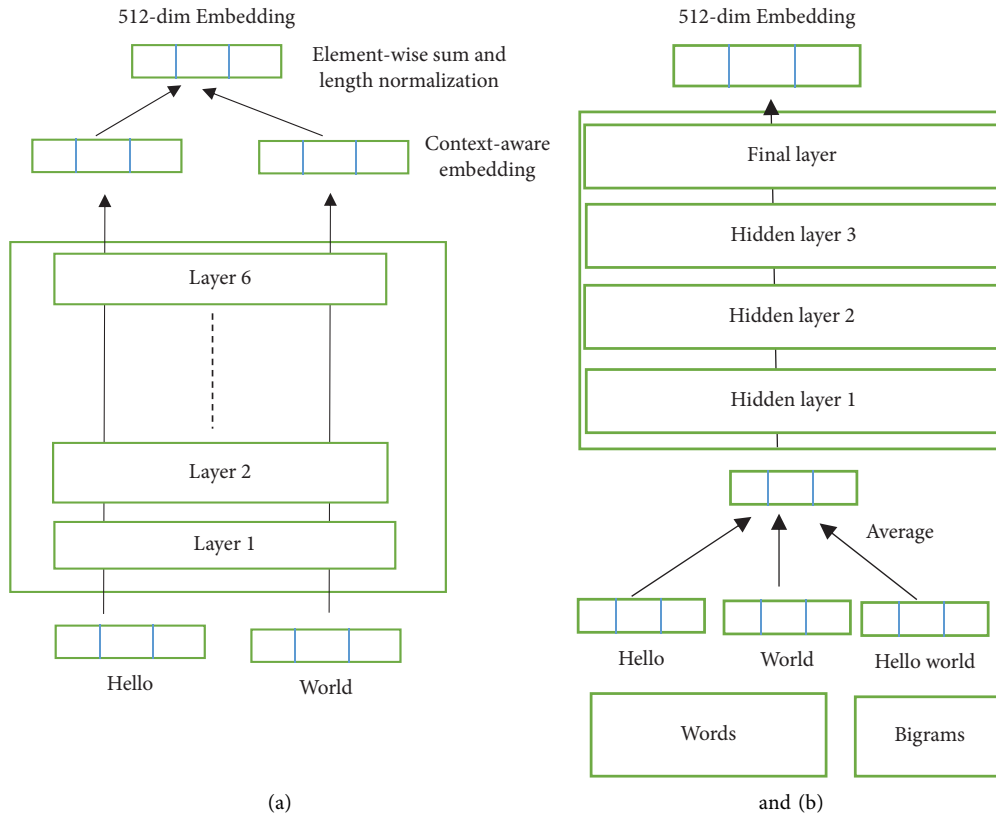 512-dim Embedding
Element-wise sum and
length normalization
Context-aware
embedding
Layer 6
Layer 2
Layer 1
Hello
World
(a)
512-dim Embedding
Final layer
Hidden layer 3
Hidden layer 2
Hidden layer 1
Average
Hello
World
Hello world
Words
Bigrams
and (b)